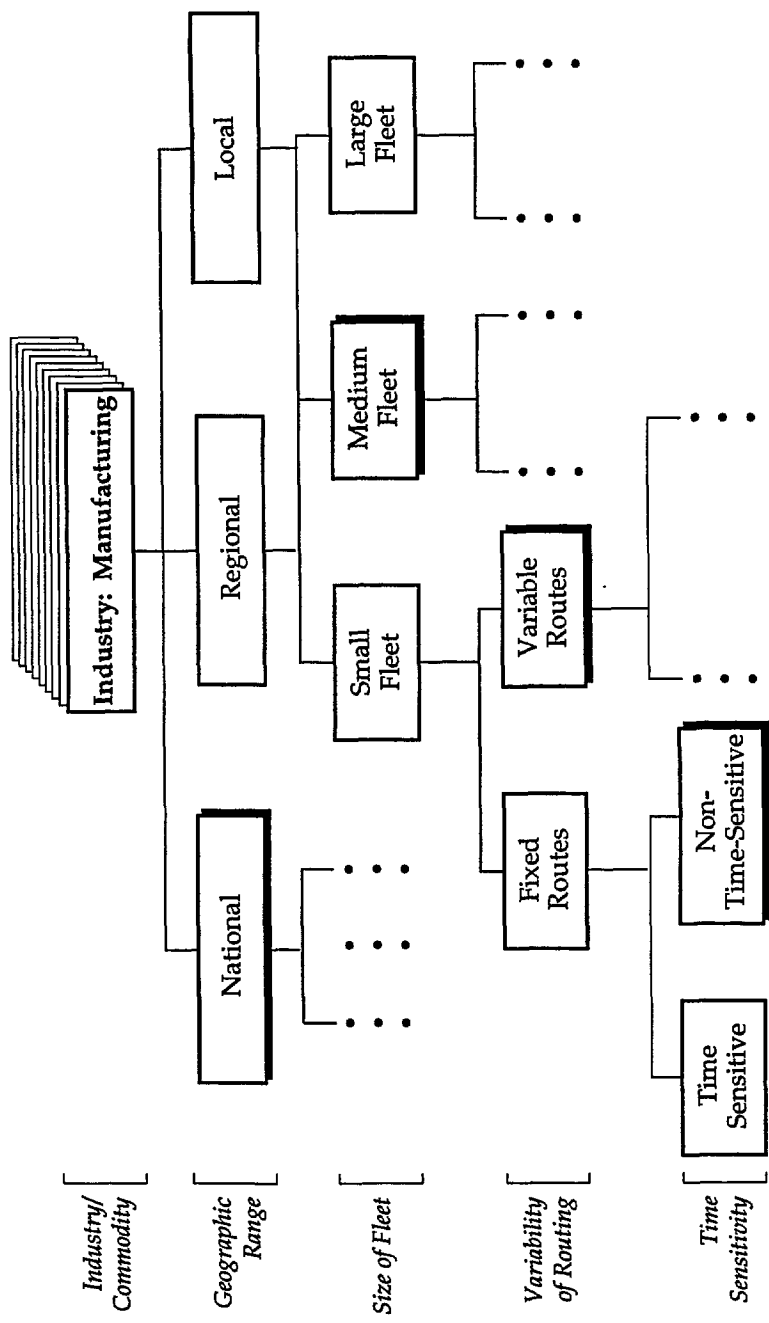 Industry/
Commodity
Industry: Manufacturing
Geographic
Range
National
Regional
Local
Size of Fleet
Small
Fleet
Medium
Fleet
Large
Fleet
Variability
of Routing
Fixed
Routes
Variable
Routes
Time
Sensitivity
Time
Sensitive
Non-
Time-Sensitive